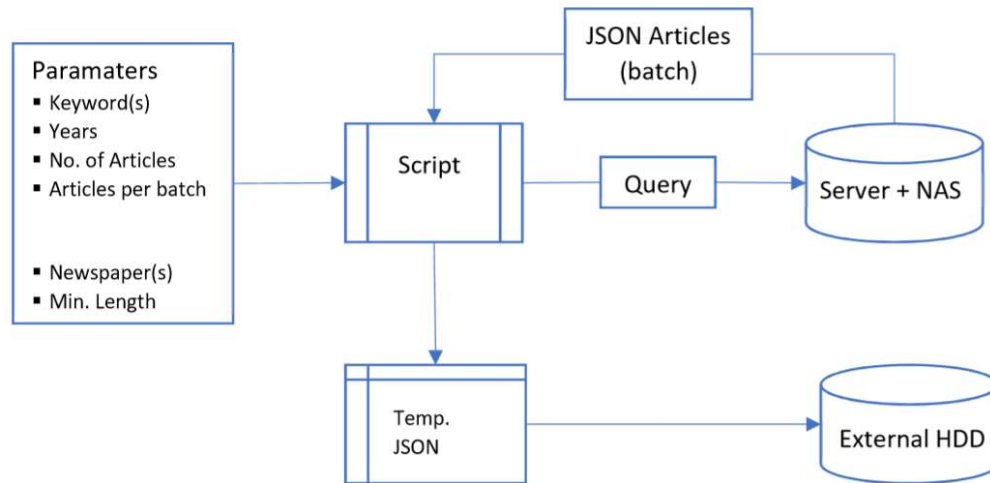 Paramaters
▪ Keyword(s)
▪ Years
▪ No. of Articles
▪ Articles per batch
▪ Newspaper(s)
▪ Min. Length
JSON Articles
(batch)
Script
Query
Server + NAS
Temp.
JSON
External HDD